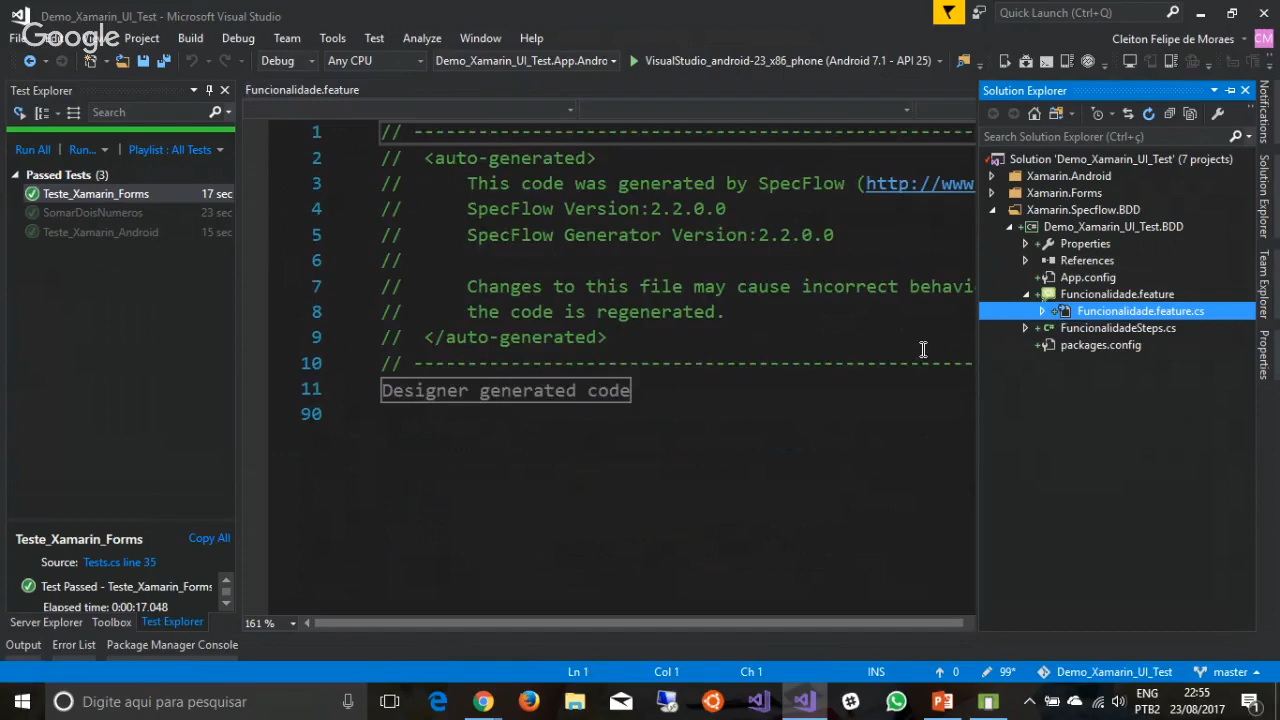 Demo_Xamarin_UI_Test - Microsoft Visual Studio
Quick Launch (Ctrl+Q)
Google
Project Build Debug Team Tools Test Analyze Window Help
Cleiton Felipe de Moraes CM
Debug Any CPU Demo_Xamarin_UI_Test.App.Andro VisualStudio_android-23_x86_phone (Android 7.1 - API 25)
Test Explorer
Search
Run All Run... Playlist : All Tests
Passed Tests (3)
Teste_Xamarin_Forms 17 sec
SomarDoisNumeros 23 sec
Teste_Xamarin_Android 15 sec
Teste_Xamarin_Forms Copy All
Source: Tests.cs line 35
Test Passed - Teste_Xamarin_Forms
Elapsed time: 0:00:17.048
Server Explorer Toolbox Test Explorer
Output Error List Package Manager Console
Funcionalidade.feature
1 // ----------------------------------------------------
2 // <auto-generated>
3 // This code was generated by SpecFlow (http://www
4 // SpecFlow Version:2.2.0.0
5 // SpecFlow Generator Version:2.2.0.0
6 //
7 // Changes to this file may cause incorrect behavi
8 // the code is regenerated.
9 // </auto-generated>
10 // ----------------------------------------------------
11 Designer generated code
90
161 %
Solution Explorer
Search Solution Explorer (Ctrl+ç)
Solution 'Demo_Xamarin_UI_Test' (7 projects)
Xamarin.Android
Xamarin.Forms
Xamarin.Specflow.BDD
Demo_Xamarin_UI_Test.BDD
Properties
References
App.config
Funcionalidade.feature
Funcionalidade.feature.cs
FuncionalidadeSteps.cs
packages.config
Notifications
Solution Explorer
Team Explorer
Properties
Ln 1 Col 1 Ch 1 INS 0 99* Demo_Xamarin_UI_Test master
Digite aqui para pesquisar
ENG
PTB2
22:55
23/08/2017
1